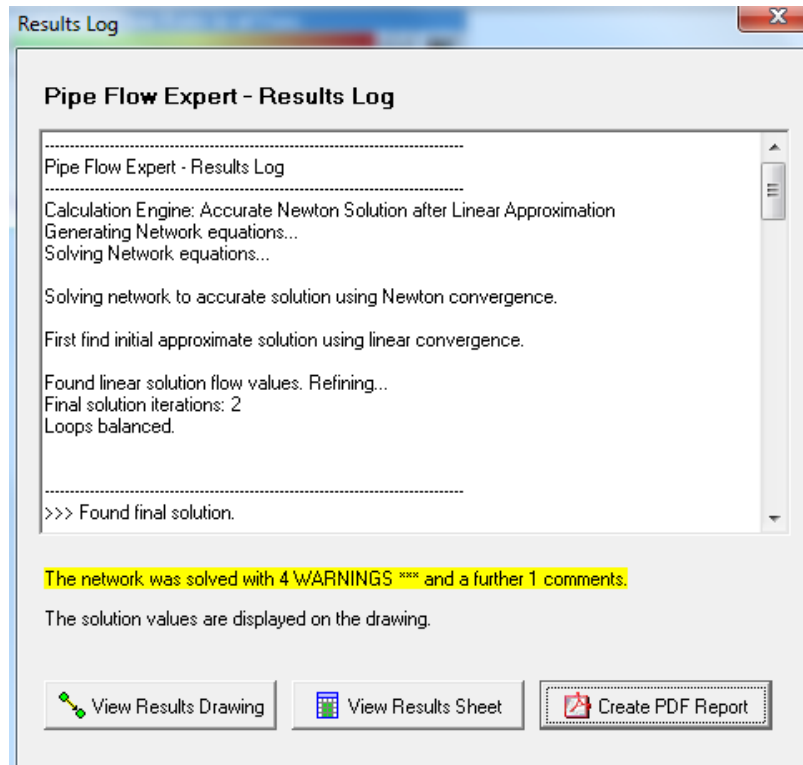 Results Log
Pipe Flow Expert - Results Log
--------------------------------------------------------------------------------
Pipe Flow Expert - Results Log
--------------------------------------------------------------------------------
Calculation Engine: Accurate Newton Solution after Linear Approximation
Generating Network equations...
Solving Network equations...
Solving network to accurate solution using Newton convergence.
First find initial approximate solution using linear convergence.
Found linear solution flow values. Refining...
Final solution iterations: 2
Loops balanced.
--------------------------------------------------------------------------------
>>> Found final solution.
The network was solved with 4 WARNINGS *** and a further 1 comments.
The solution values are displayed on the drawing.
View Results Drawing View Results Sheet Create PDF Report